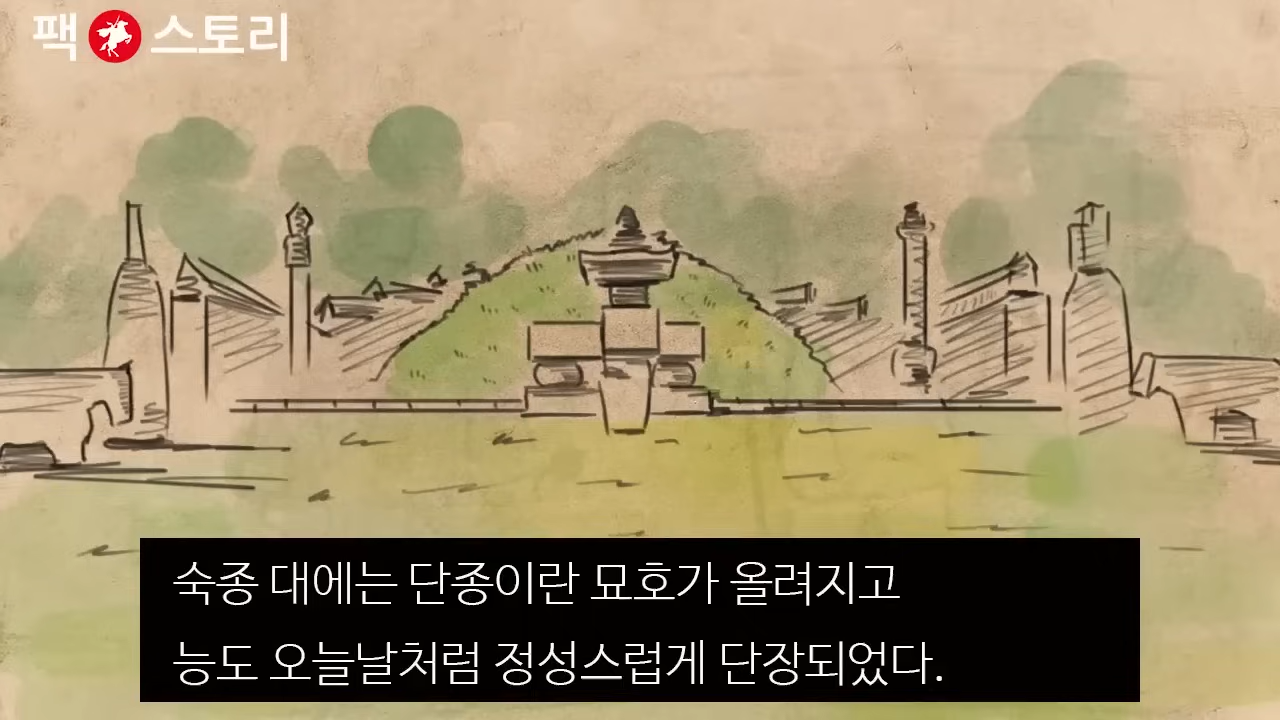 팩 스토리
숙종 대에는 단종이란 묘호가 올려지고
능도 오늘날처럼 정성스럽게 단장되었다.